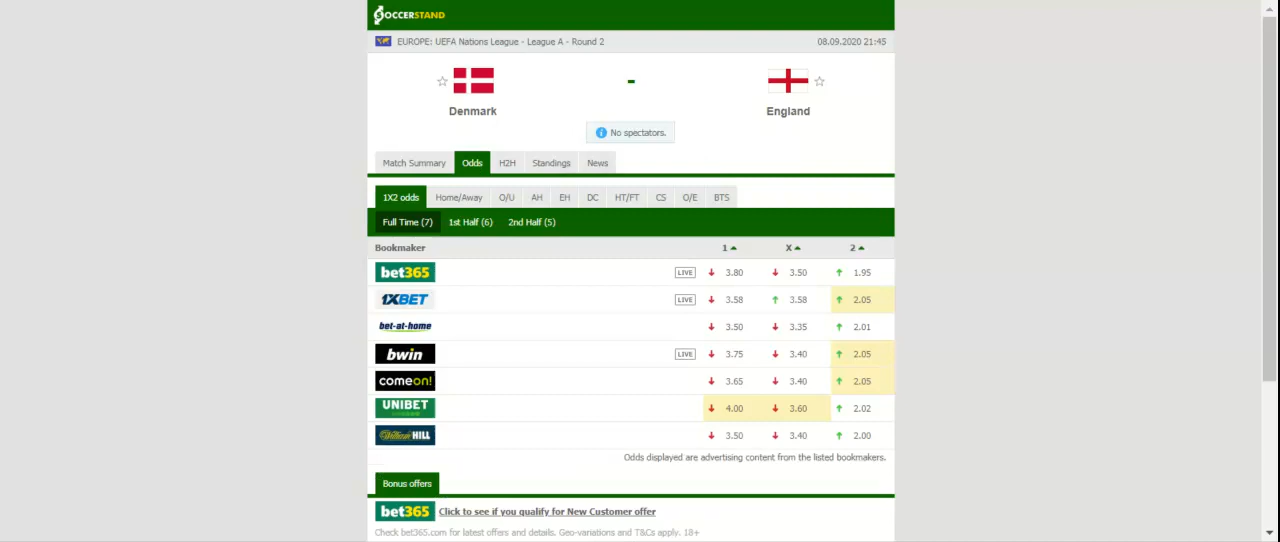 SOCCERSTAND
EUROPE: UEFA Nations League - League A - Round 2 08.09.2020 21:45
-
Denmark England
No spectators.
Match Summary Odds H2H Standings News
1X2 odds Home/Away O/U AH EH DC HT/FT CS O/E BTS
Full Time (7) 1st Half (6) 2nd Half (5)
Bookmaker 1 X 2
bet365 LIVE 3.80 3.50 1.95
1XBET LIVE 3.58 3.58 2.05
bet-at-home 3.50 3.35 2.01
bwin LIVE 3.75 3.40 2.05
comeon! 3.65 3.40 2.05
UNIBET 4.00 3.60 2.02
William HILL 3.50 3.40 2.00
Odds displayed are advertising content from the listed bookmakers.
Bonus offers
bet365 Click to see if you qualify for New Customer offer
Check bet365.com for latest offers and details. Geo-variations and T&Cs apply. 18+